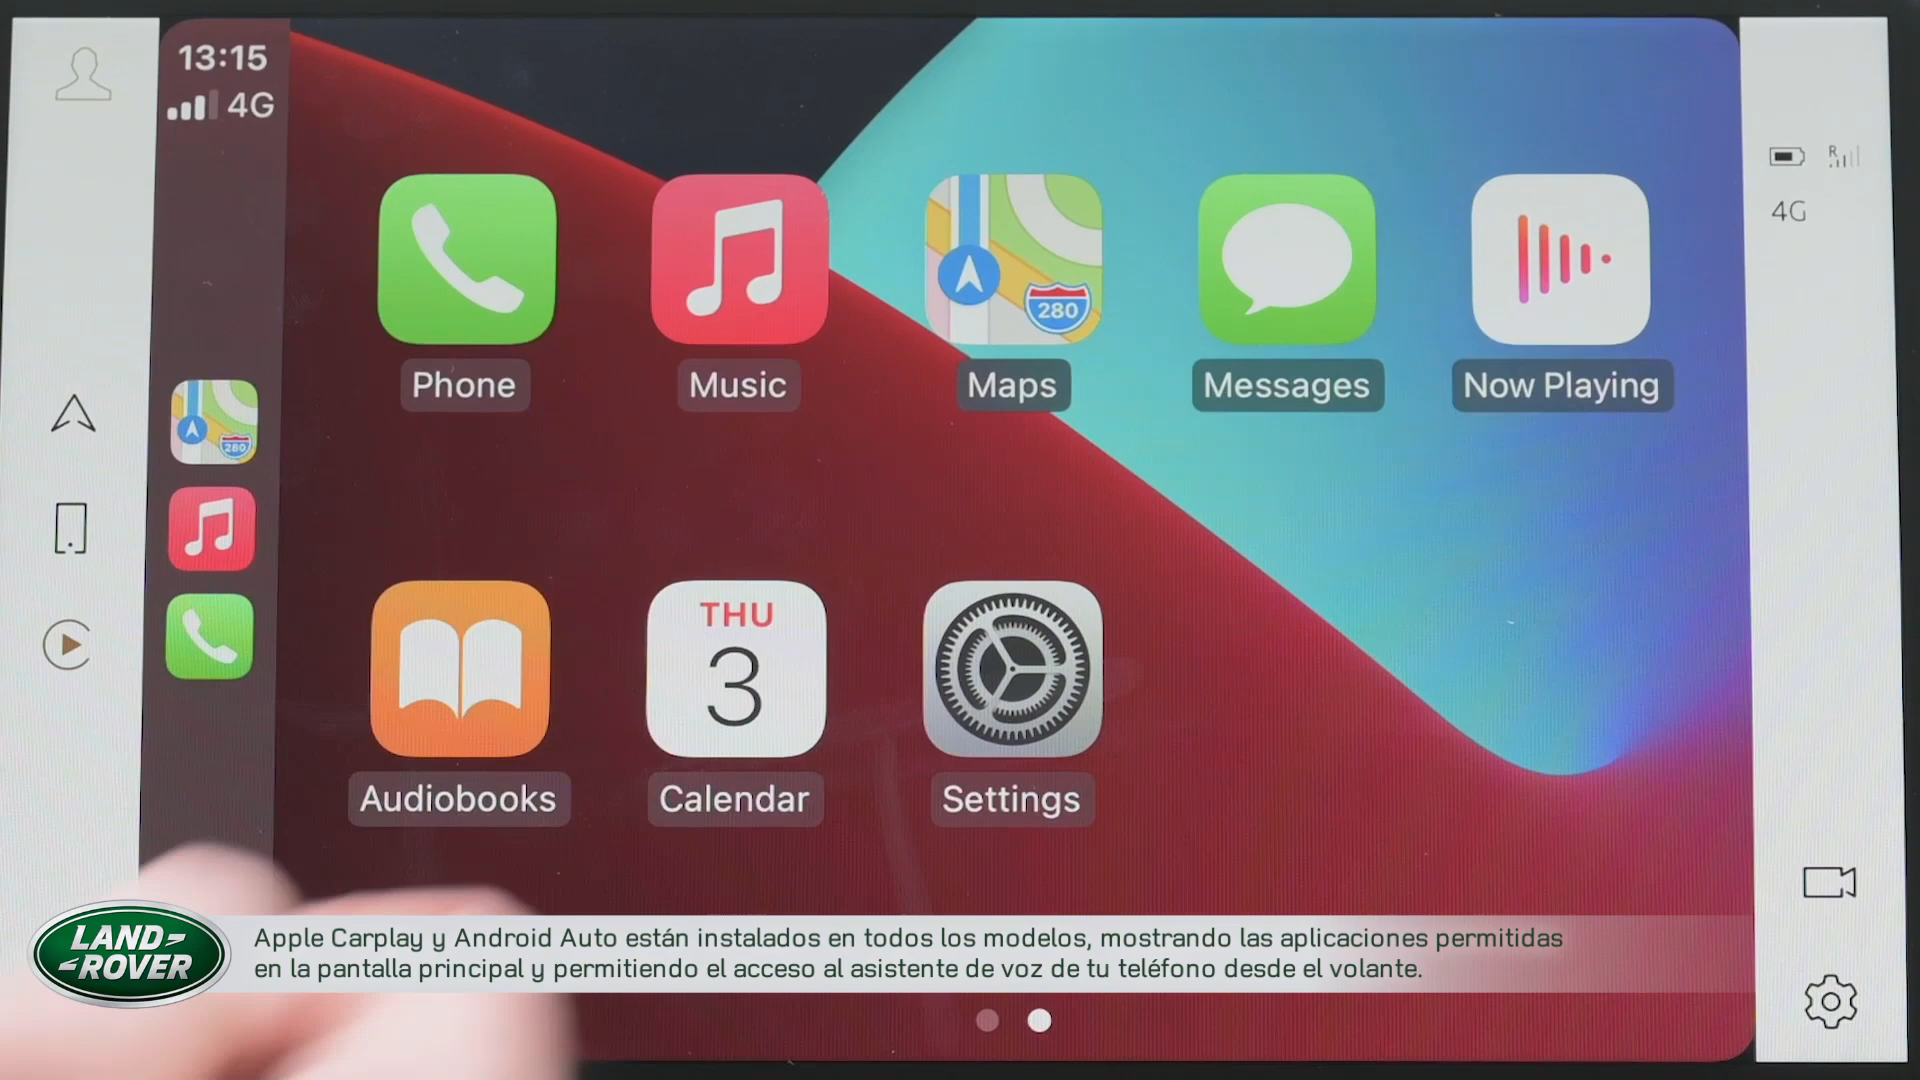 13:15
4G
R
4G
280
Phone
Music
Maps
Messages
Now Playing
280
THU
3
Audiobooks
Calendar
Settings
LAND-
-ROVER
Apple Carplay y Android Auto están instalados en todos los modelos, mostrando las aplicaciones permitidas
en la pantalla principal y permitiendo el acceso al asistente de voz de tu teléfono desde el volante.